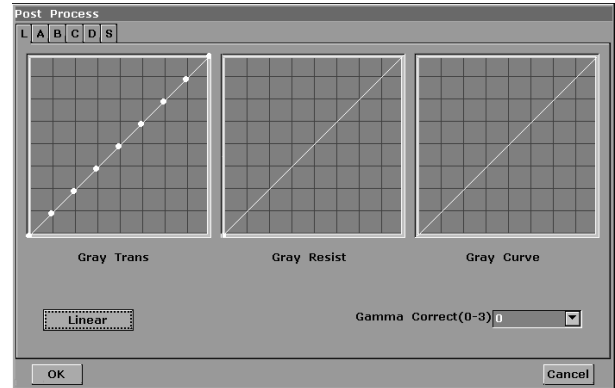 Post Process
L A B C D S
Gray Trans Gray Resist Gray Curve
Linear Gamma Correct(0-3) 0
OK Cancel